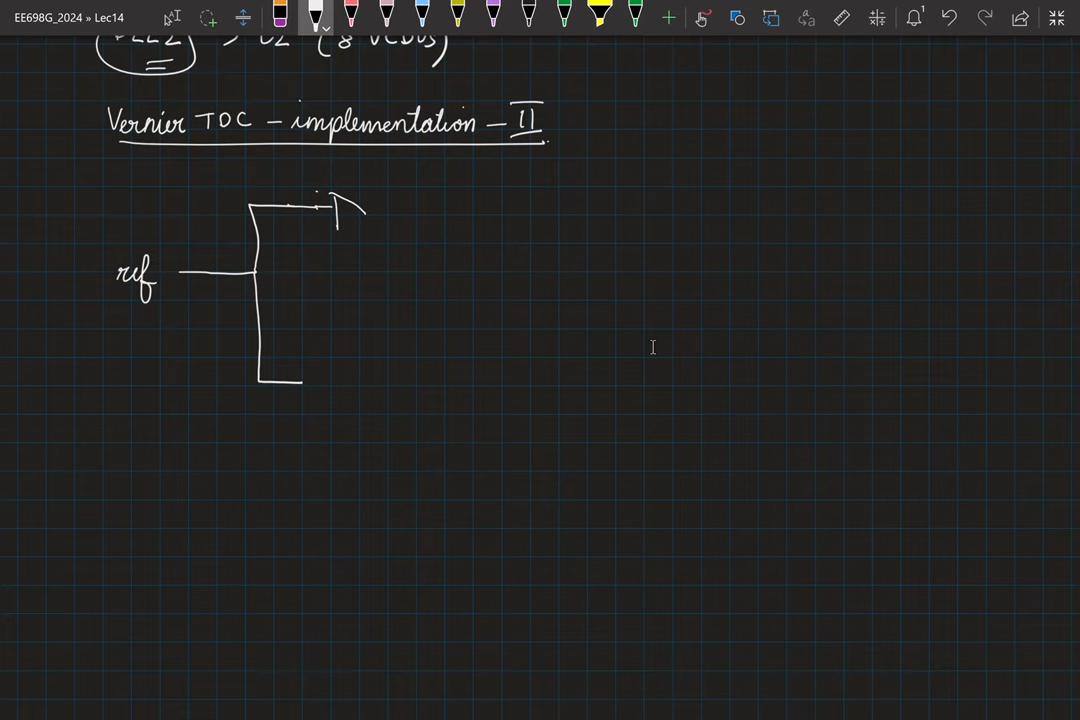 EE698G_2024 » Lec14
Vernier TDC – implementation – II
ref